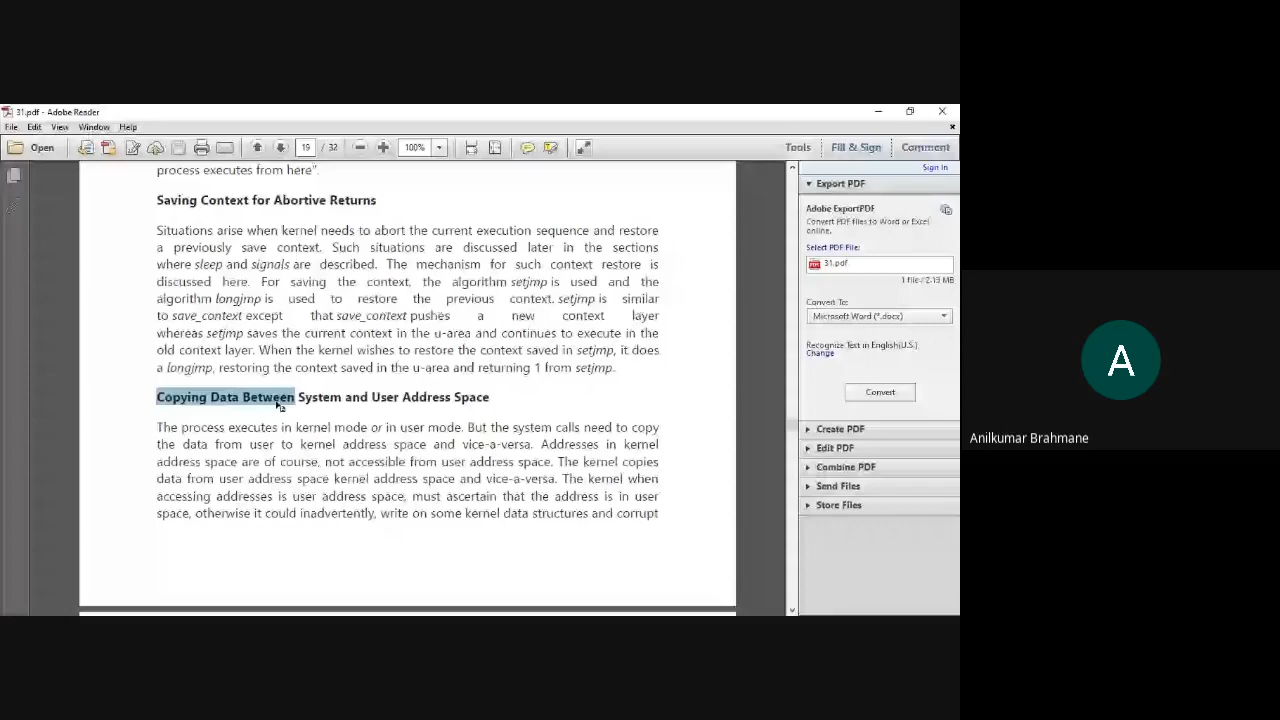 31.pdf - Adobe Reader
File Edit View Window Help
Open 19 / 32 100% Tools Fill & Sign Comment
Sign In
process executes from here".
Saving Context for Abortive Returns
Situations arise when kernel needs to abort the current execution sequence and restore
a previously save context. Such situations are discussed later in the sections
where sleep and signals are described. The mechanism for such context restore is
discussed here. For saving the context, the algorithm setjmp is used and the
algorithm longjmp is used to restore the previous context. setjmp is similar
to save_context except that save_context pushes a new context layer
whereas setjmp saves the current context in the u-area and continues to execute in the
old context layer. When the kernel wishes to restore the context saved in setjmp, it does
a longjmp, restoring the context saved in the u-area and returning 1 from setjmp.
Copying Data Between System and User Address Space
The process executes in kernel mode or in user mode. But the system calls need to copy
the data from user to kernel address space and vice-a-versa. Addresses in kernel
address space are of course, not accessible from user address space. The kernel copies
data from user address space kernel address space and vice-a-versa. The kernel when
accessing addresses is user address space, must ascertain that the address is in user
space, otherwise it could inadvertently, write on some kernel data structures and corrupt
Export PDF
Adobe ExportPDF
Convert PDF files to Word or Excel
online.
Select PDF File:
31.pdf
1 file / 2.13 MB
Convert To:
Microsoft Word (*.docx)
Recognize Text in English(U.S.)
Change
Convert
Create PDF
Edit PDF
Combine PDF
Send Files
Store Files
A
Anilkumar Brahmane